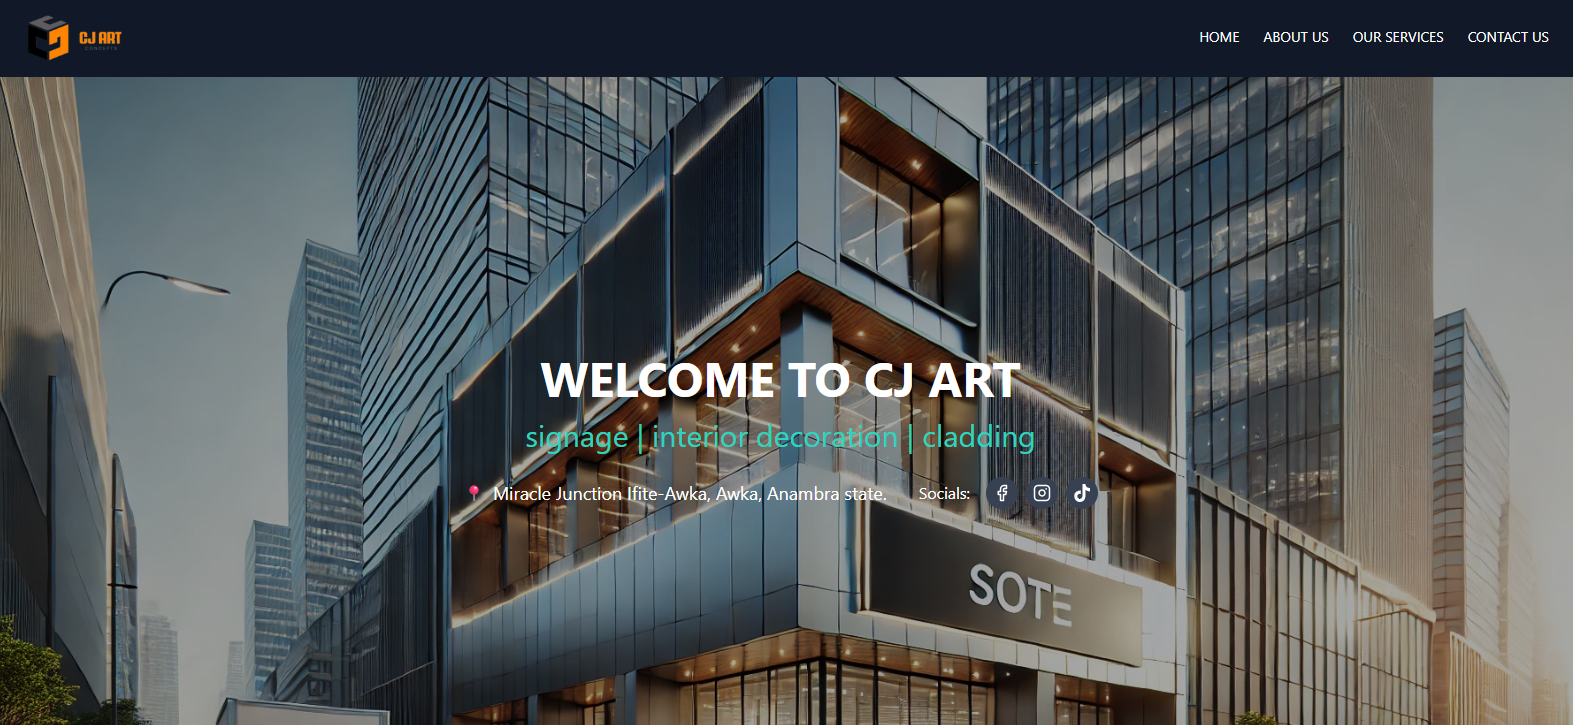 CJ ART
CONCEPTS
HOME
ABOUT US
OUR SERVICES
CONTACT US
WELCOME TO CJ ART
signage | interior decoration | cladding
Miracle Junction Ifite-Awka, Awka, Anambra state.
Socials:
SOTE